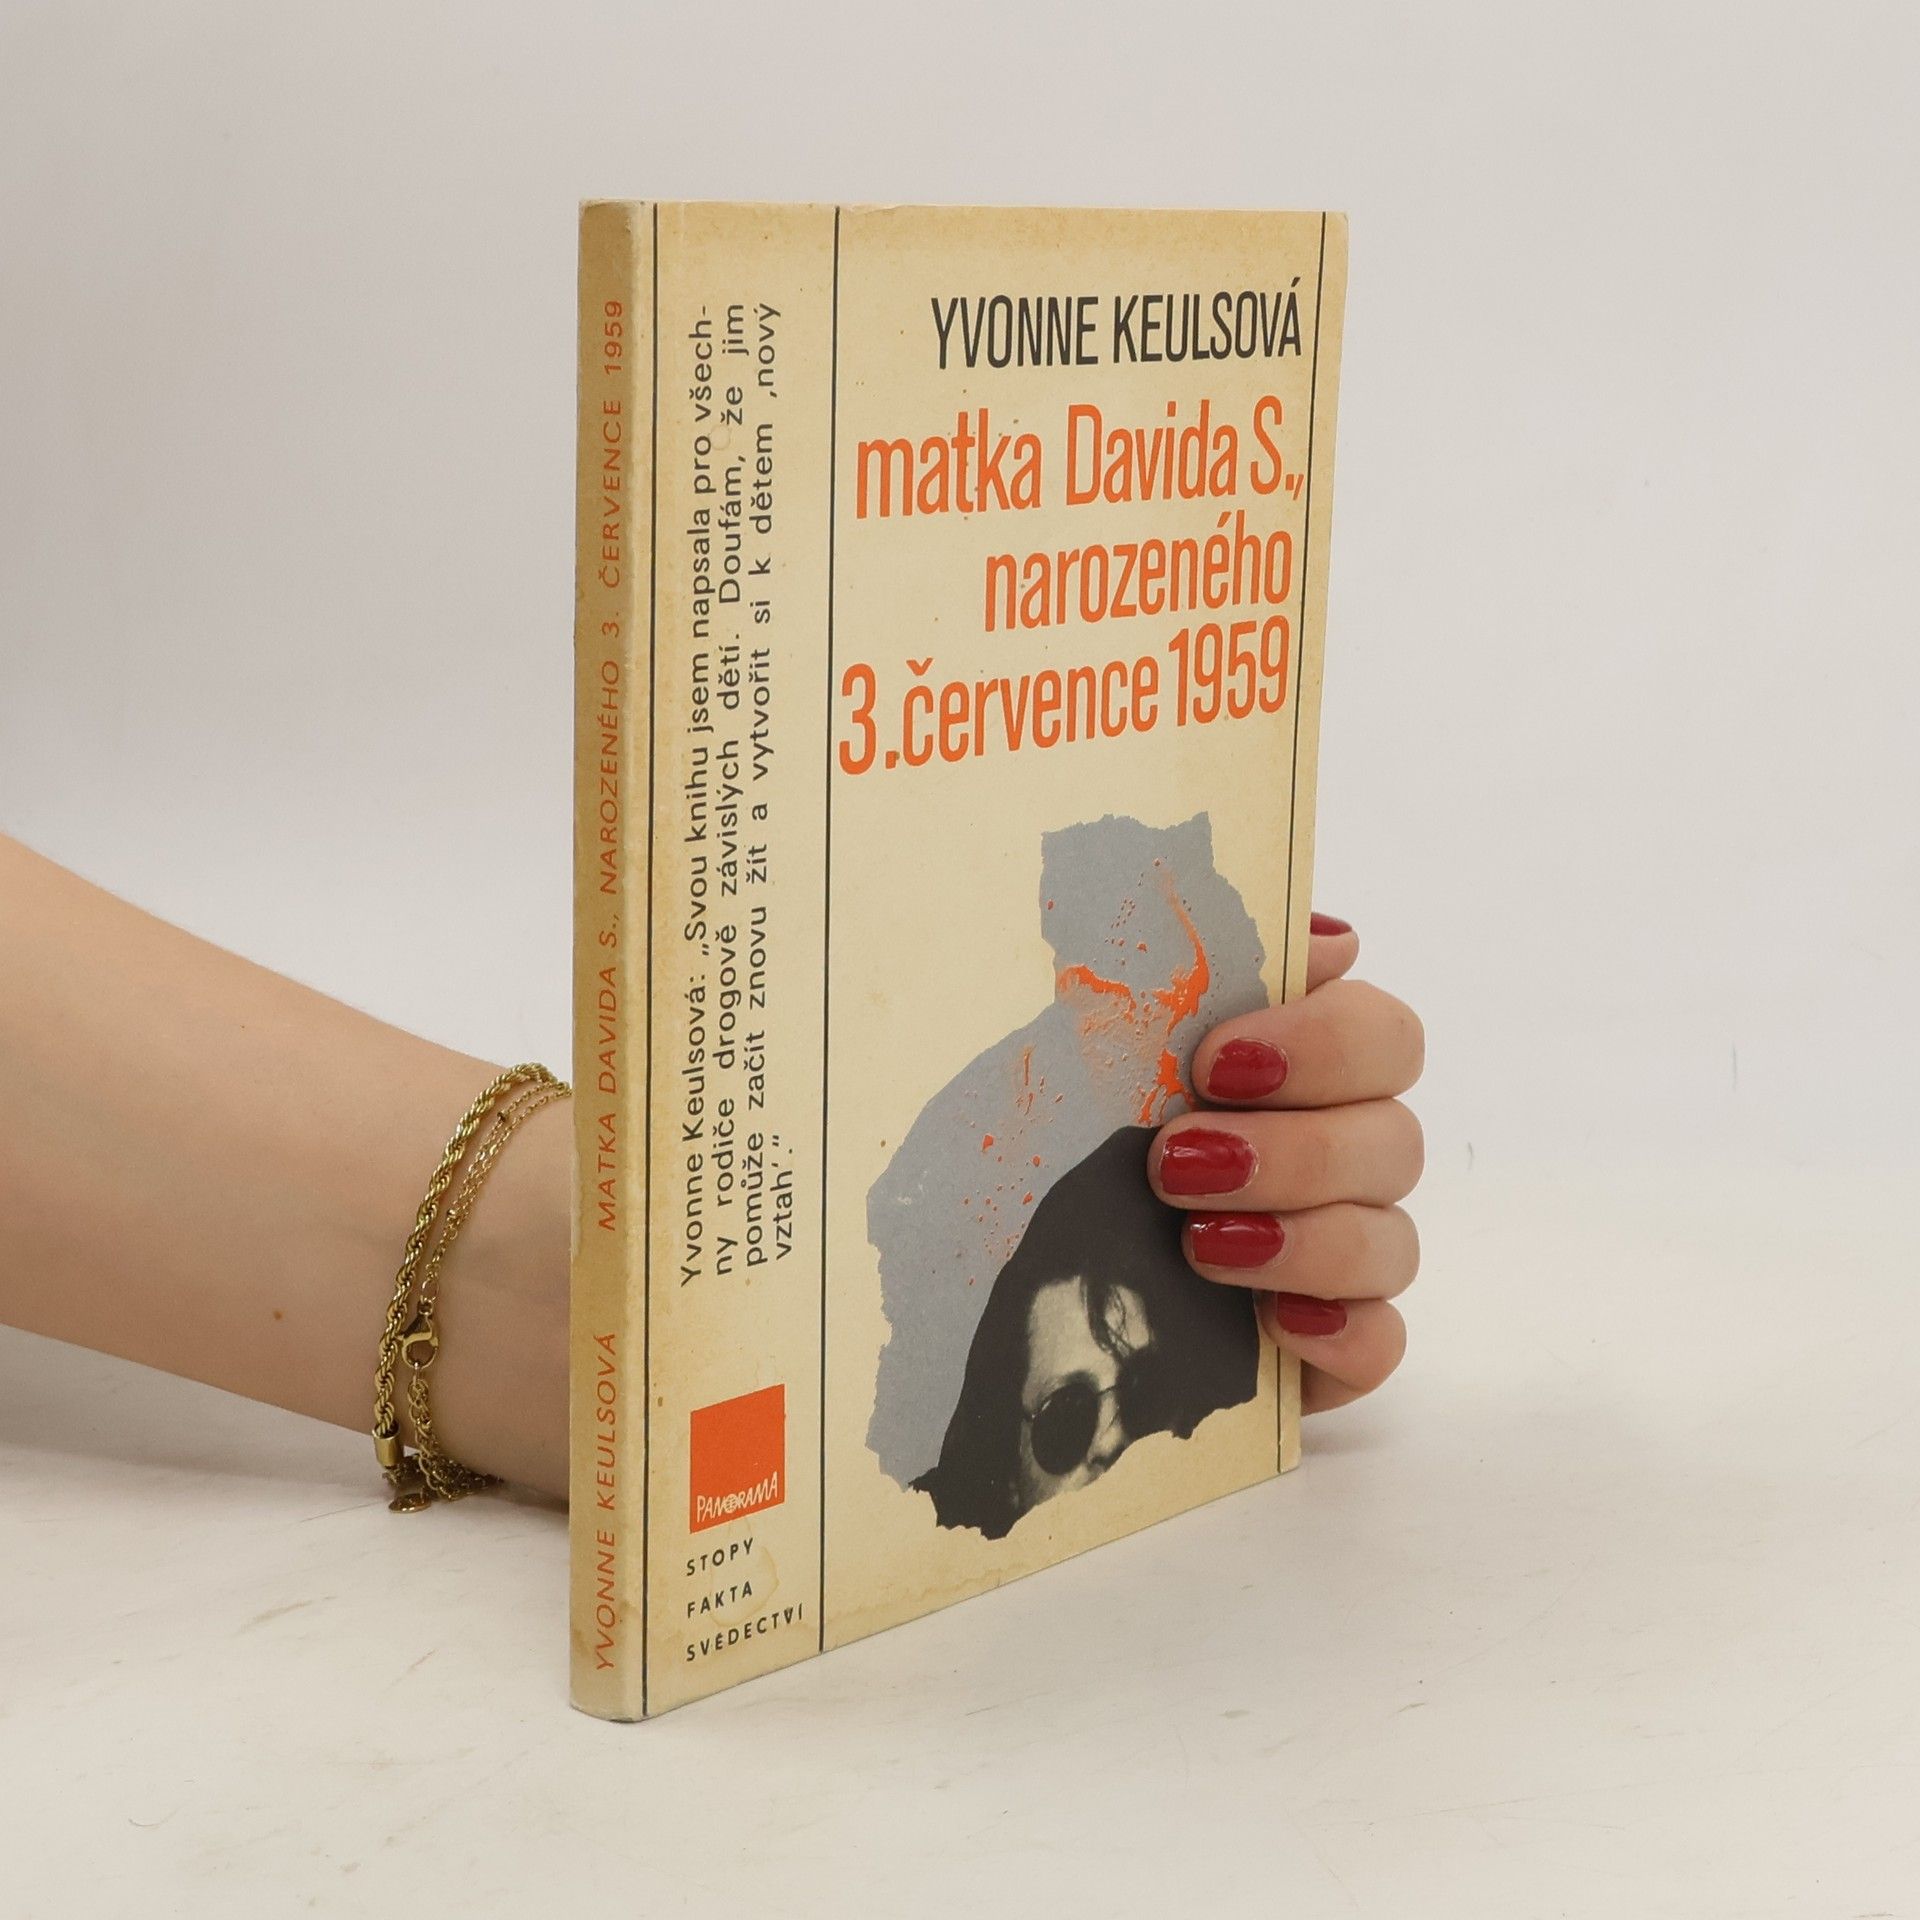 YVONNE KEULSOVÁ MATKA DAVIDA S., NAROZENÉHO 3. ČERVENCE 1959
Yvonne Keulsová: „Svou knihu jsem napsala pro všech-
ny rodiče drogově závislých dětí. Doufám, že jim
pomůže začít znovu žít a vytvořit si k dětem ‚nový
vztah‘.“
PANORAMA
STOPY
FAKTA
SVĚDECTVÍ
YVONNE KEULSOVÁ
matka Davida S.,
narozeného
3. července 1959